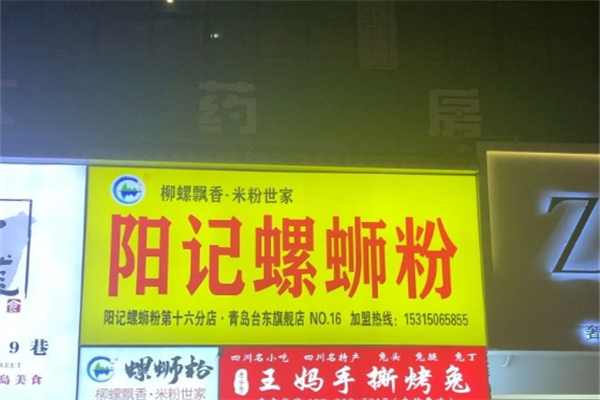 药 房
柳螺飘香·米粉世家
阳记螺蛳粉
阳记螺蛳粉第十六分店·青岛台东旗舰店 NO.16 加盟热线：15315065855
食
9巷
REET
岛美食
螺蛳粉
柳螺飘香·米粉世家
四川名小吃 四川名特产 兔头 兔腿 兔丁
王妈手撕烤兔
Z
奢